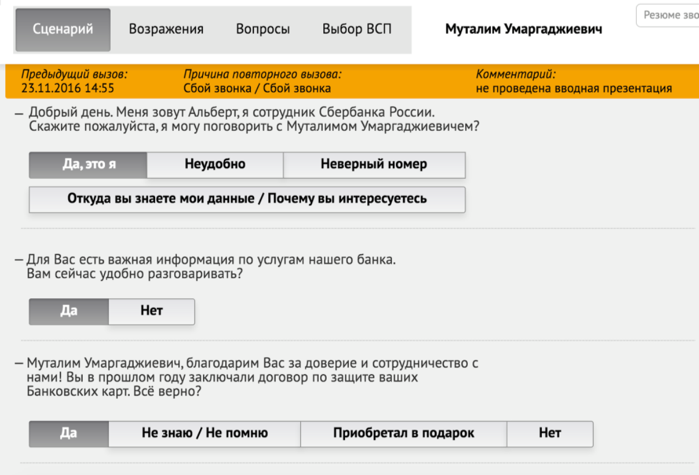 Сценарий Возражения Вопросы Выбор ВСП Муталим Умаргаджиевич Резюме зво
Предыдущий вызов: Причина повторного вызова: Комментарий:
23.11.2016 14:55 Сбой звонка / Сбой звонка не проведена вводная презентация
– Добрый день. Меня зовут Альберт, я сотрудник Сбербанка России.
Скажите пожалуйста, я могу поговорить с Муталимом Умаргаджиевичем?
Да, это я Неудобно Неверный номер
Откуда вы знаете мои данные / Почему вы интересуетесь
– Для Вас есть важная информация по услугам нашего банка.
Вам сейчас удобно разговаривать?
Да Нет
– Муталим Умаргаджиевич, благодарим Вас за доверие и сотрудничество с
нами! Вы в прошлом году заключали договор по защите ваших
Банковских карт. Всё верно?
Да Не знаю / Не помню Приобретал в подарок Нет